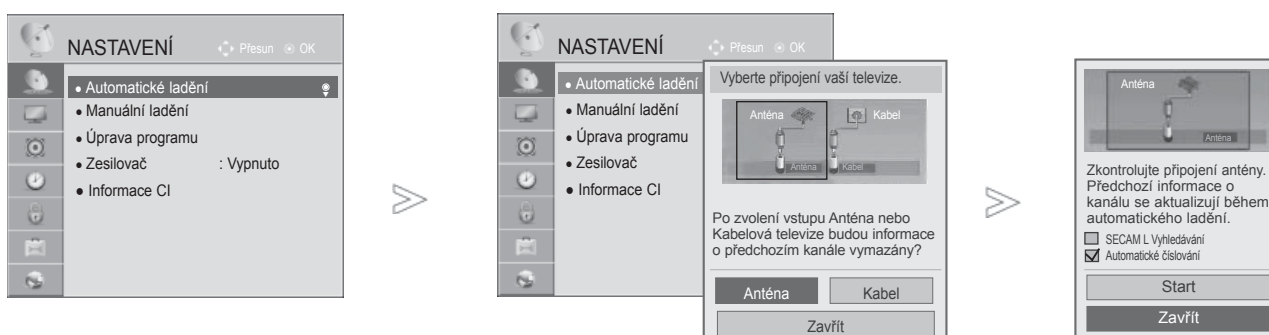 NASTAVENÍ Přesun OK
• Automatické ladění
• Manuální ladění
• Úprava programu
• Zesilovač : Vypnuto
• Informace CI
NASTAVENÍ Přesun OK
• Automatické ladění
• Manuální ladění
• Úprava programu
• Zesilovač
• Informace CI
Vyberte připojení vaší televize.
Anténa Kabel
Anténa Kabel
Po zvolení vstupu Anténa nebo
Kabelová televize budou informace
o předchozím kanále vymazány?
Anténa Kabel
Zavřít
Anténa
Anténa
Zkontrolujte připojení antény.
Předchozí informace o
kanálu se aktualizují během
automatického ladění.
SECAM L Vyhledávání
Automatické číslování
Start
Zavřít